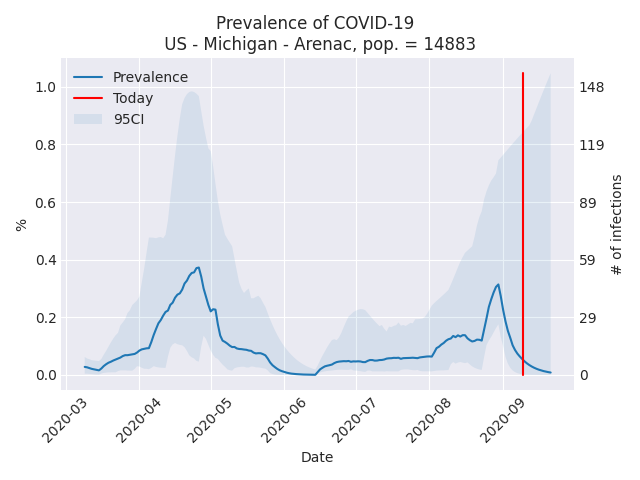 Prevalence of COVID-19
US - Michigan - Arenac, pop. = 14883
Prevalence
Today
95CI
1.0
0.8
0.6
0.4
0.2
0.0
%
148
119
89
59
29
0
# of infections
2020-03
2020-04
2020-05
2020-06
2020-07
2020-08
2020-09
Date